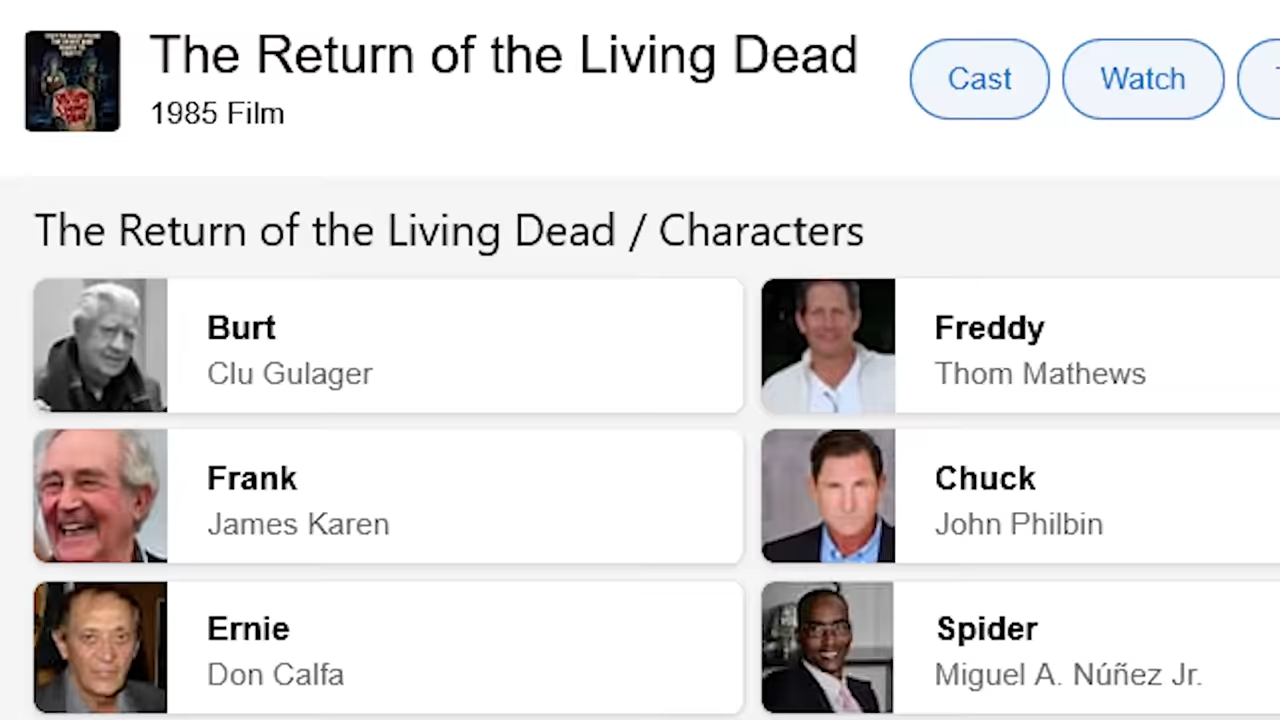 The Return of the Living Dead
1985 Film
Cast
Watch
The Return of the Living Dead / Characters
Burt
Clu Gulager
Freddy
Thom Mathews
Frank
James Karen
Chuck
John Philbin
Ernie
Don Calfa
Spider
Miguel A. Núñez Jr.